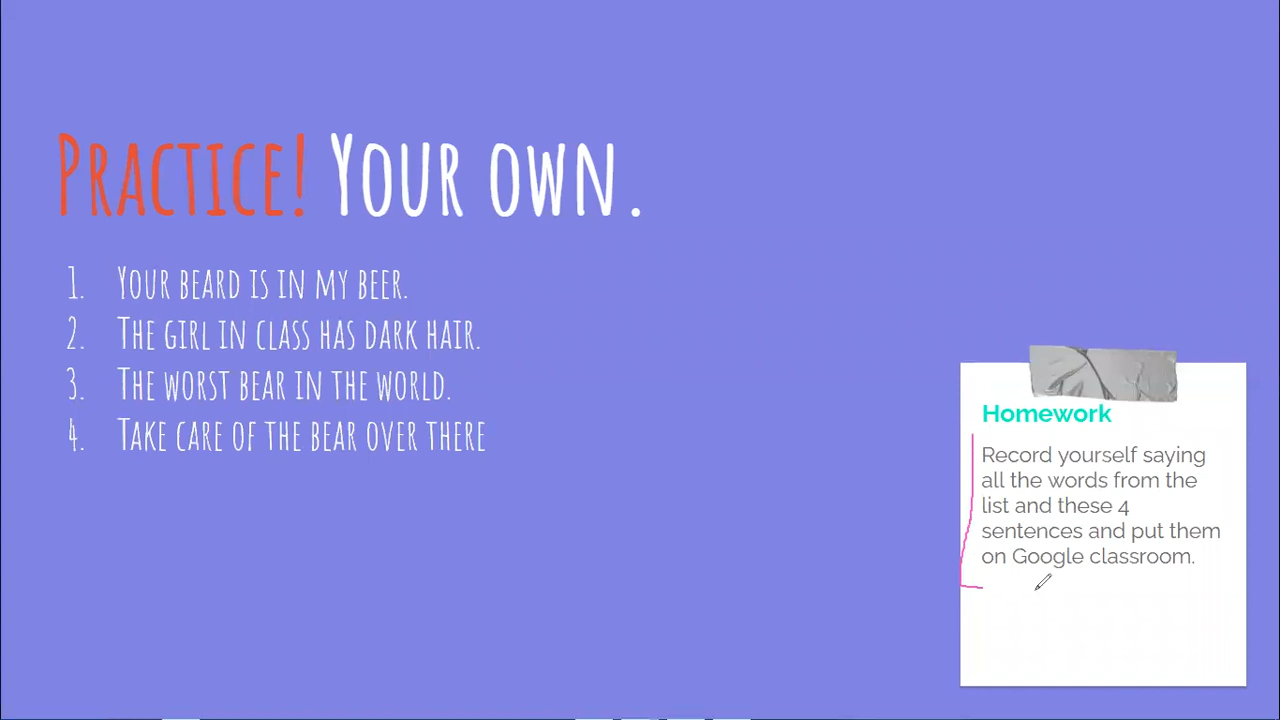 Practice! Your own.
1. Your beard is in my beer.
2. The girl in class has dark hair.
3. The worst bear in the world.
4. Take care of the bear over there
Homework
Record yourself saying
all the words from the
list and these 4
sentences and put them
on Google classroom.